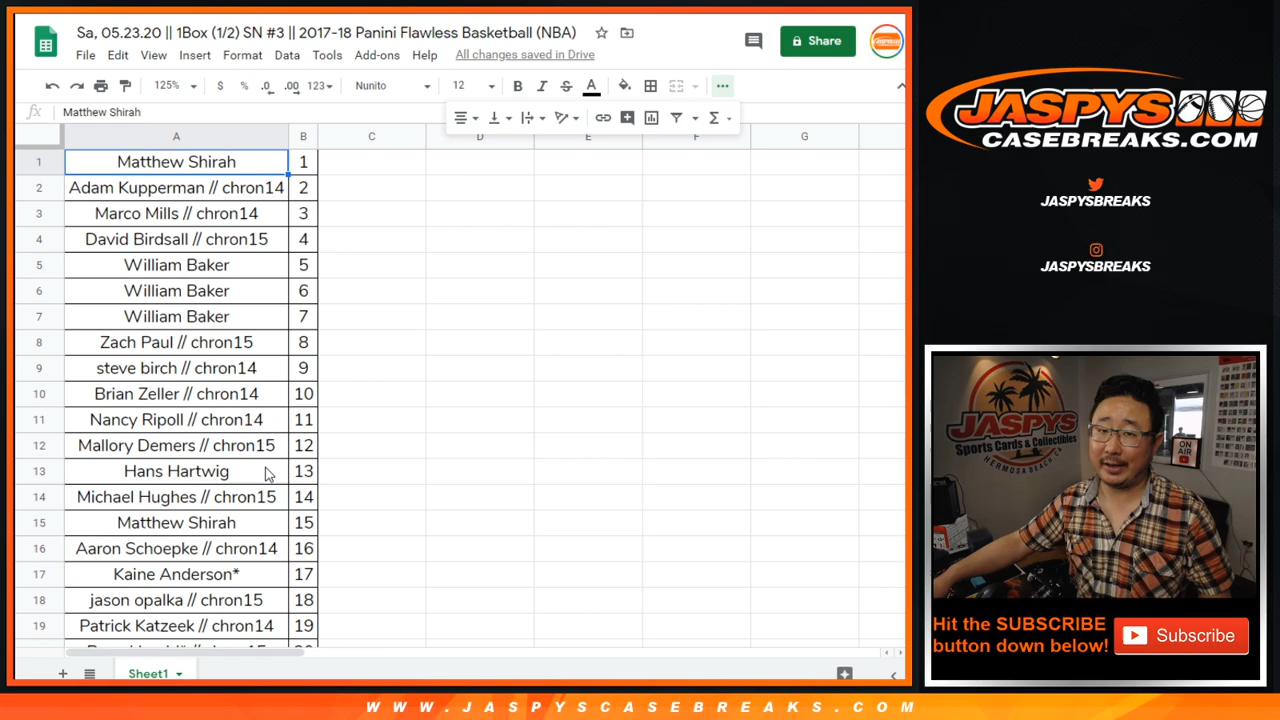 Sa, 05.23.20 || 1Box (1/2) SN #3 || 2017-18 Panini Flawless Basketball (NBA)
File Edit View Insert Format Data Tools Add-ons Help All changes saved in Drive
Share
125% $ % .0 .00 123 Nunito 12 B I S A
fx Matthew Shirah
A B C D E F G
1 Matthew Shirah 1
2 Adam Kupperman // chron14 2
3 Marco Mills // chron14 3
4 David Birdsall // chron15 4
5 William Baker 5
6 William Baker 6
7 William Baker 7
8 Zach Paul // chron15 8
9 steve birch // chron14 9
10 Brian Zeller // chron14 10
11 Nancy Ripoll // chron14 11
12 Mallory Demers // chron15 12
13 Hans Hartwig 13
14 Michael Hughes // chron15 14
15 Matthew Shirah 15
16 Aaron Schoepke // chron14 16
17 Kaine Anderson* 17
18 jason opalka // chron15 18
19 Patrick Katzeek // chron14 19
Sheet1
JASPYS
CASEBREAKS.COM
JASPYSBREAKS
JASPYSBREAKS
JASPYS
Sports Cards & Collectibles
HERMOSA BEACH CA
ON AIR
Hit the SUBSCRIBE
button down below!
Subscribe
WWW.JASPYSCASEBREAKS.COM